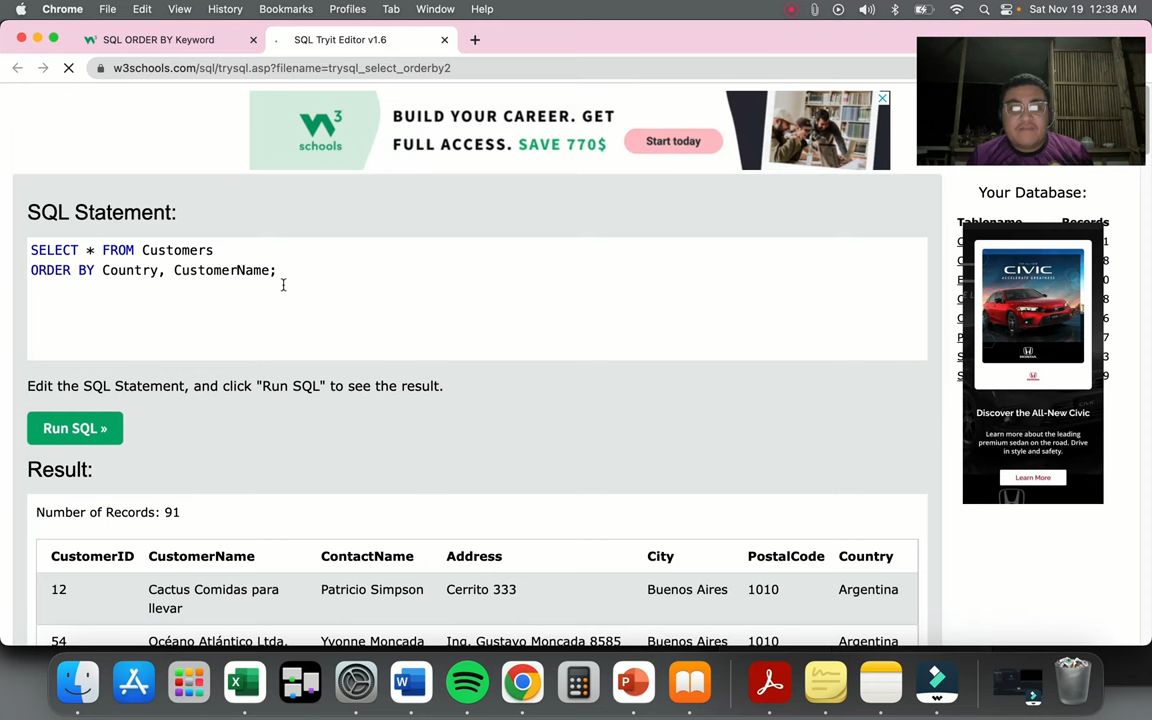 Chrome File Edit View History Bookmarks Profiles Tab Window Help Sat Nov 19 12:38 AM
SQL ORDER BY Keyword
SQL Tryit Editor v1.6
w3schools.com/sql/trysql.asp?filename=trysql_select_orderby2
W3 schools
BUILD YOUR CAREER. GET
FULL ACCESS. SAVE 770$
Start today
SQL Statement:
SELECT * FROM Customers
ORDER BY Country, CustomerName;
Edit the SQL Statement, and click "Run SQL" to see the result.
Run SQL »
Result:
Number of Records: 91
CustomerID CustomerName ContactName Address City PostalCode Country
12 Cactus Comidas para llevar Patricio Simpson Cerrito 333 Buenos Aires 1010 Argentina
54 Océano Atlántico Ltda. Yvonne Moncada Ing. Gustavo Moncada 8585 Buenos Aires 1010 Argentina
Your Database:
Tablename Records
CIVIC
HONDA
Discover the All-New Civic
Learn more about the leading
premium sedan on the road. Drive
in style and safety.
Learn More